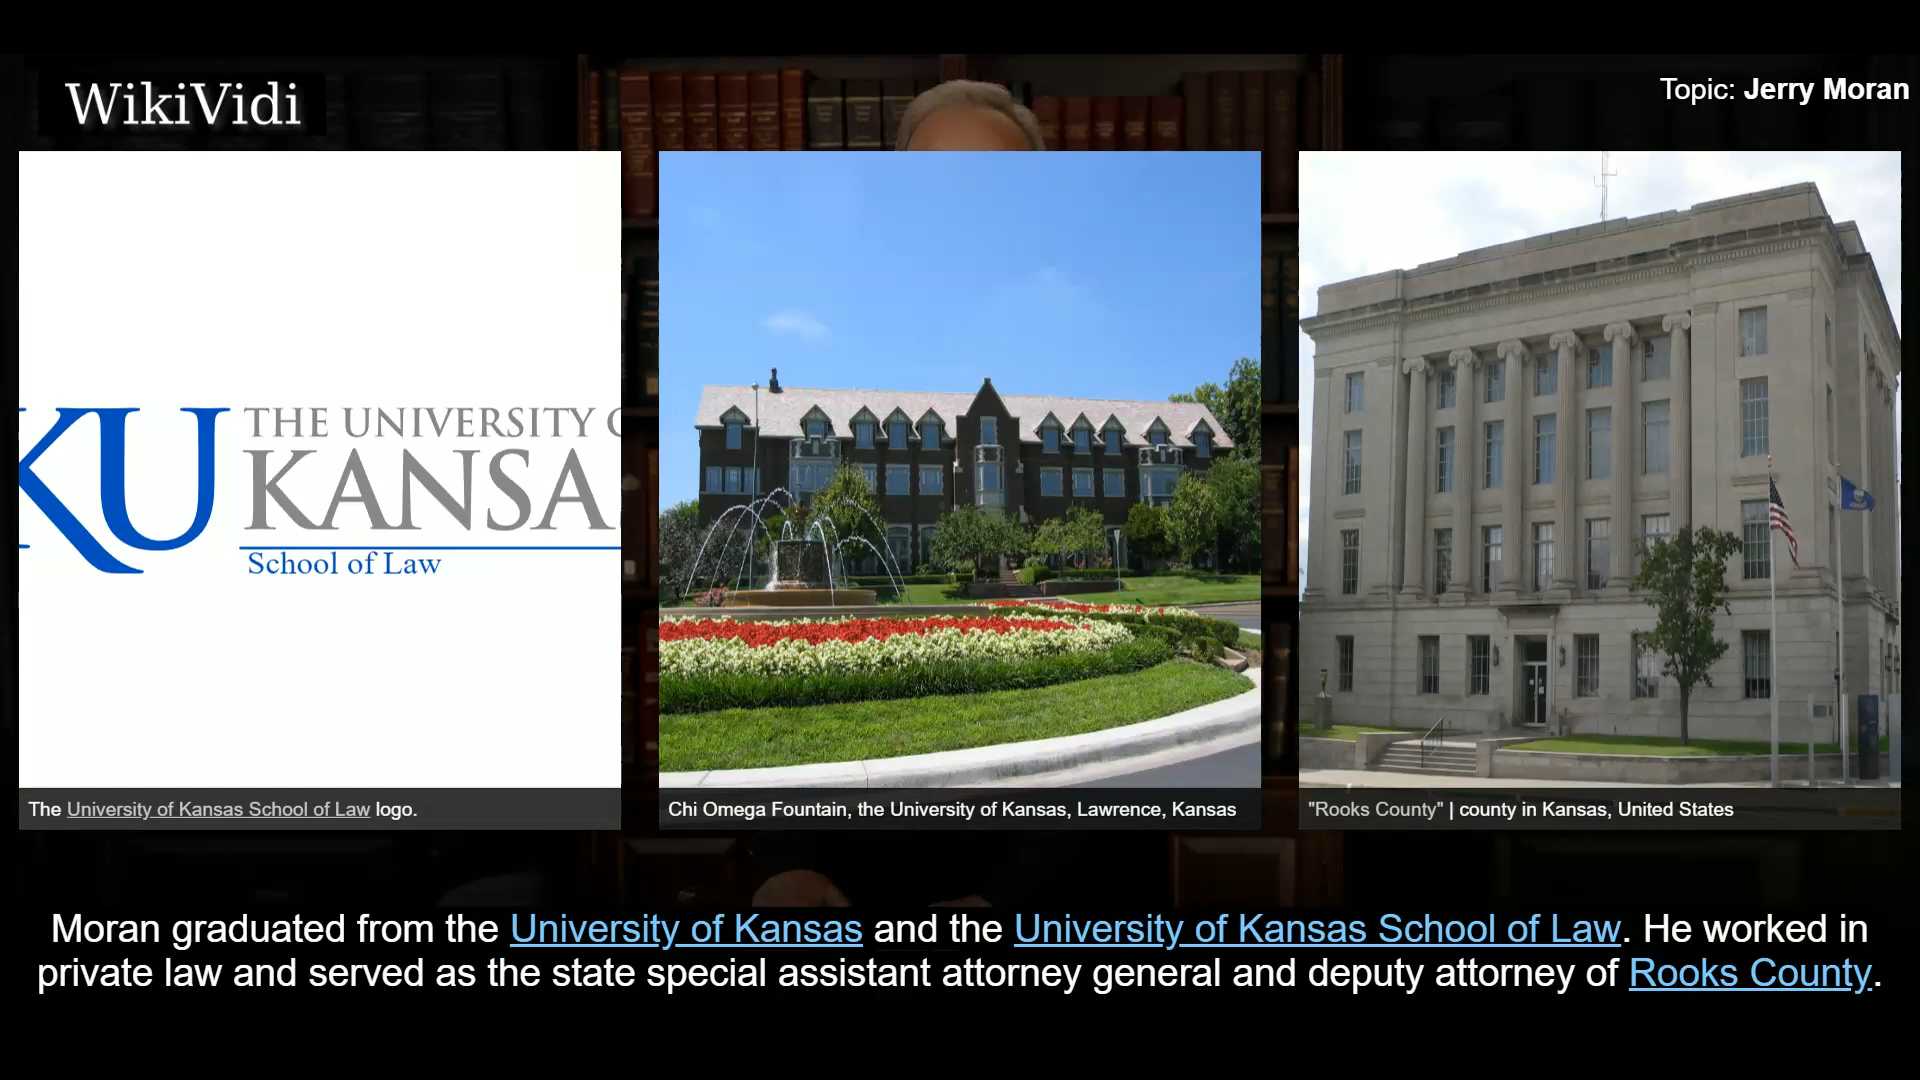 WikiVidi
Topic: Jerry Moran
KU
THE UNIVERSITY
KANSA
School of Law
The University of Kansas School of Law logo.
Chi Omega Fountain, the University of Kansas, Lawrence, Kansas
"Rooks County" | county in Kansas, United States
Moran graduated from the University of Kansas and the University of Kansas School of Law. He worked in
private law and served as the state special assistant attorney general and deputy attorney of Rooks County.